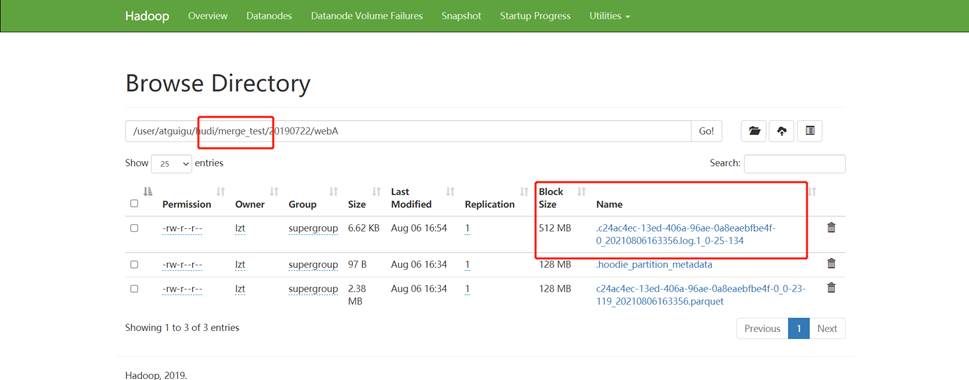 Hadoop Overview Datanodes Datanode Volume Failures Snapshot Startup Progress Utilities
Browse Directory
/user/atguigu/hudi/merge_test/20190722/webA Go!
Show 25 entries Search:
Permission Owner Group Size Last Modified Replication Block Size Name
-rw-r--r-- lzt supergroup 6.62 KB Aug 06 16:54 1 512 MB .c24ac4ec-13ed-406a-96ae-0a8eaebfbe4f-
0_20210806163356.log.1_0-25-134
-rw-r--r-- lzt supergroup 97 B Aug 06 16:34 1 128 MB .hoodie_partition_metadata
-rw-r--r-- lzt supergroup 2.38 MB Aug 06 16:34 1 128 MB c24ac4ec-13ed-406a-96ae-0a8eaebfbe4f-0_0-23-
119_20210806163356.parquet
Showing 1 to 3 of 3 entries Previous 1 Next
Hadoop, 2019.